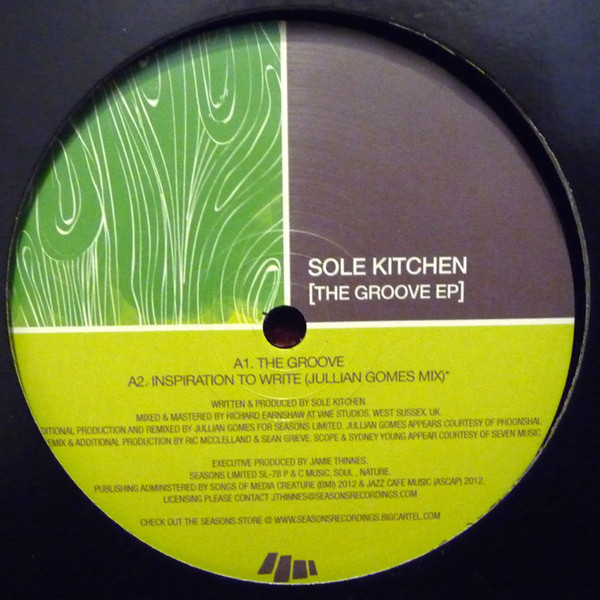 SOLE KITCHEN
[THE GROOVE EP]
A1. THE GROOVE
A2. INSPIRATION TO WRITE (JULLIAN GOMES MIX)*
WRITTEN & PRODUCED BY SOLE KITCHEN.
MIXED & MASTERED BY RICHARD EARNSHAW AT VINE STUDIOS, WEST SUSSEX, UK.
DITIONAL PRODUCTION AND REMIXED BY JULLIAN GOMES FOR SEASONS LIMITED. JULLIAN GOMES APPEARS COURTESY OF PHOONSHAL
EMIX & ADDITIONAL PRODUCTION BY RIC MCCLELLAND & SEAN GRIEVE. SCOPE & SYDNEY YOUNG APPEAR COURTESY OF SEVEN MUSIC.
EXECUTIVE PRODUCED BY JAMIE THINNES.
SEASONS LIMITED SL-78 P & C MUSIC, SOUL , NATURE.
PUBLISHING ADMINISTERED BY SONGS OF MEDIA CREATURE (BMI) 2012 & JAZZ CAFE MUSIC (ASCAP) 2012.
LICENSING PLEASE CONTACT JTHINNES@SEASONSRECORDINGS.COM
CHECK OUT THE SEASONS STORE @ WWW.SEASONSRECORDINGS.BIGCARTEL.COM